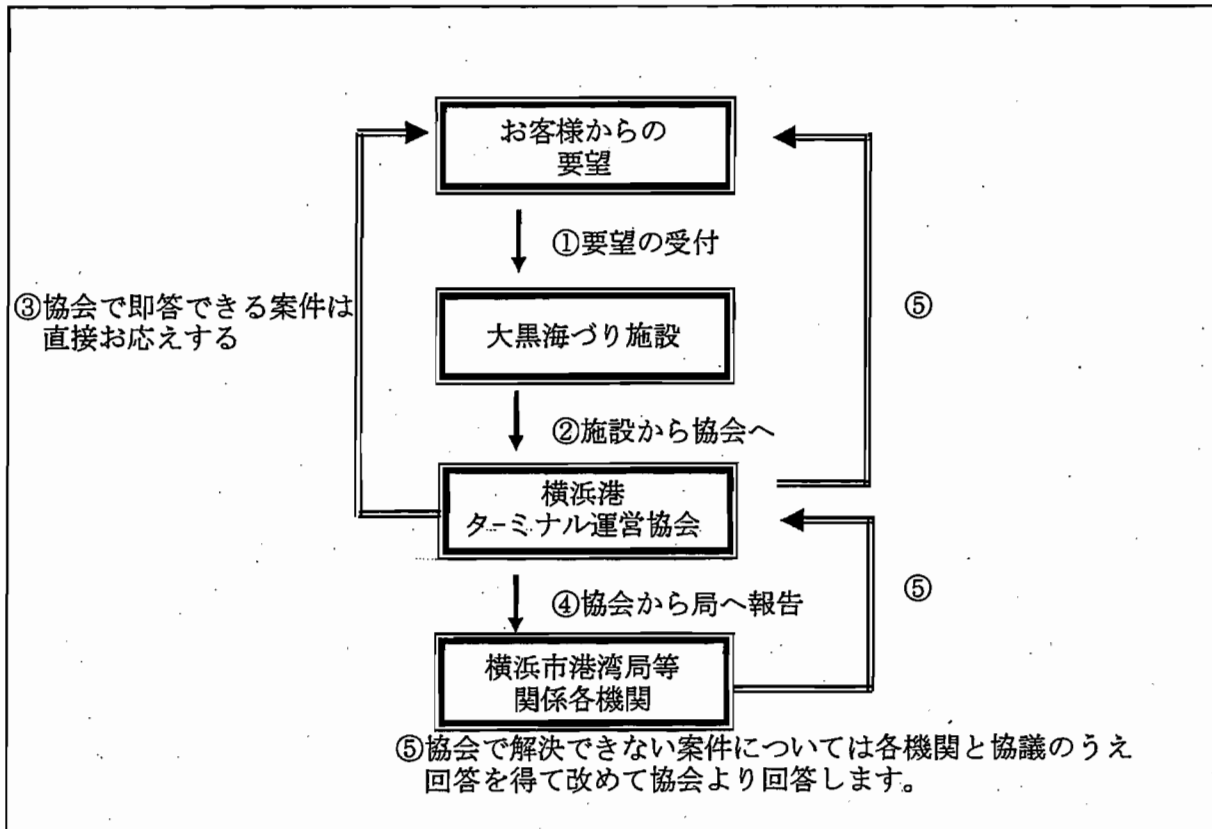 お客様からの
要望
①要望の受付
③協会で即答できる案件は
直接お応えする
大黒海づり施設
⑤
②施設から協会へ
横浜港
ターミナル運営協会
④協会から局へ報告
⑤
横浜市港湾局等
関係各機関
⑤協会で解決できない案件については各機関と協議のうえ
回答を得て改めて協会より回答します。